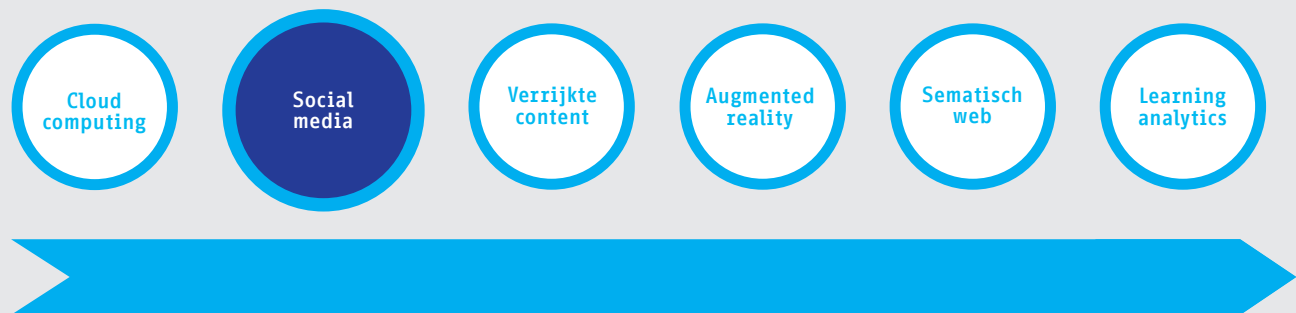 Cloud
computing
Social
media
Verrijkte
content
Augmented
reality
Sematisch
web
Learning
analytics